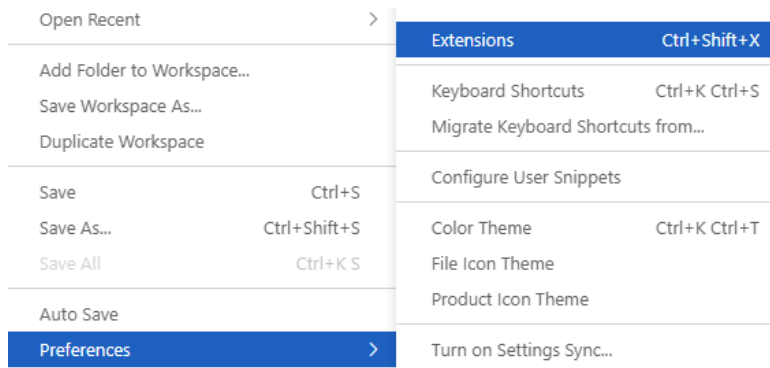 Open Recent
Add Folder to Workspace...
Save Workspace As...
Duplicate Workspace
Save Ctrl+S
Save As... Ctrl+Shift+S
Save All Ctrl+K S
Auto Save
Preferences
Extensions Ctrl+Shift+X
Keyboard Shortcuts Ctrl+K Ctrl+S
Migrate Keyboard Shortcuts from...
Configure User Snippets
Color Theme Ctrl+K Ctrl+T
File Icon Theme
Product Icon Theme
Turn on Settings Sync...